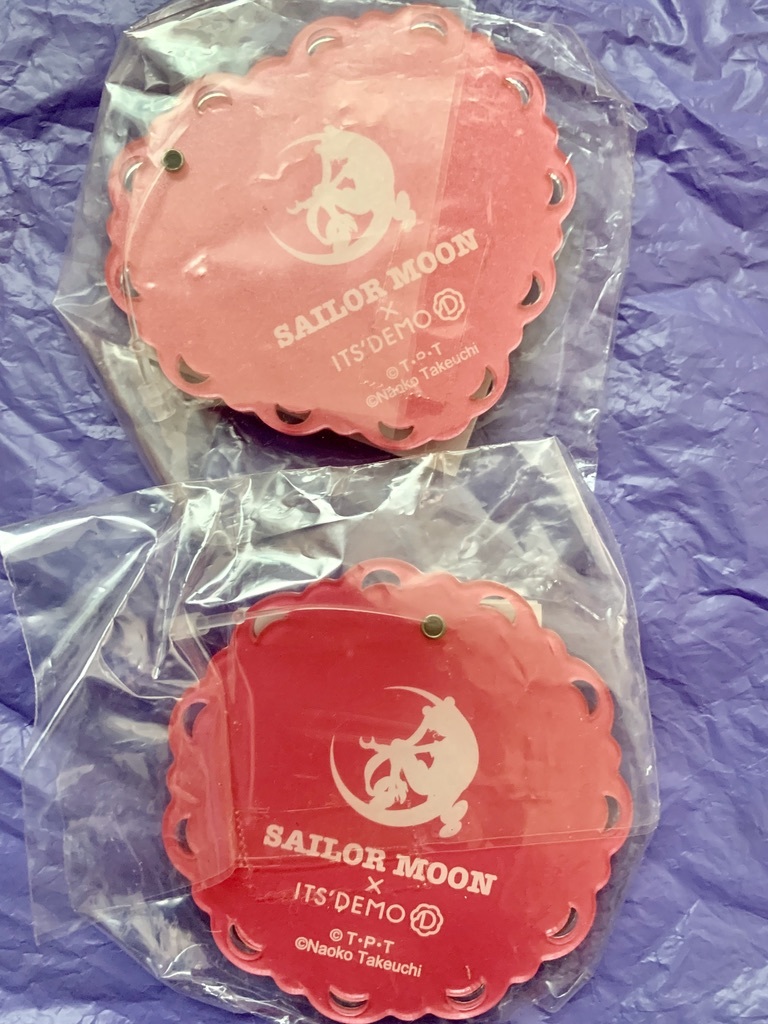 SAILOR MOON
×
ITS'DEMO D
© T・P・T
©Naoko Takeuchi
SAILOR MOON
×
ITS'DEMO D
© T・P・T
©Naoko Takeuchi